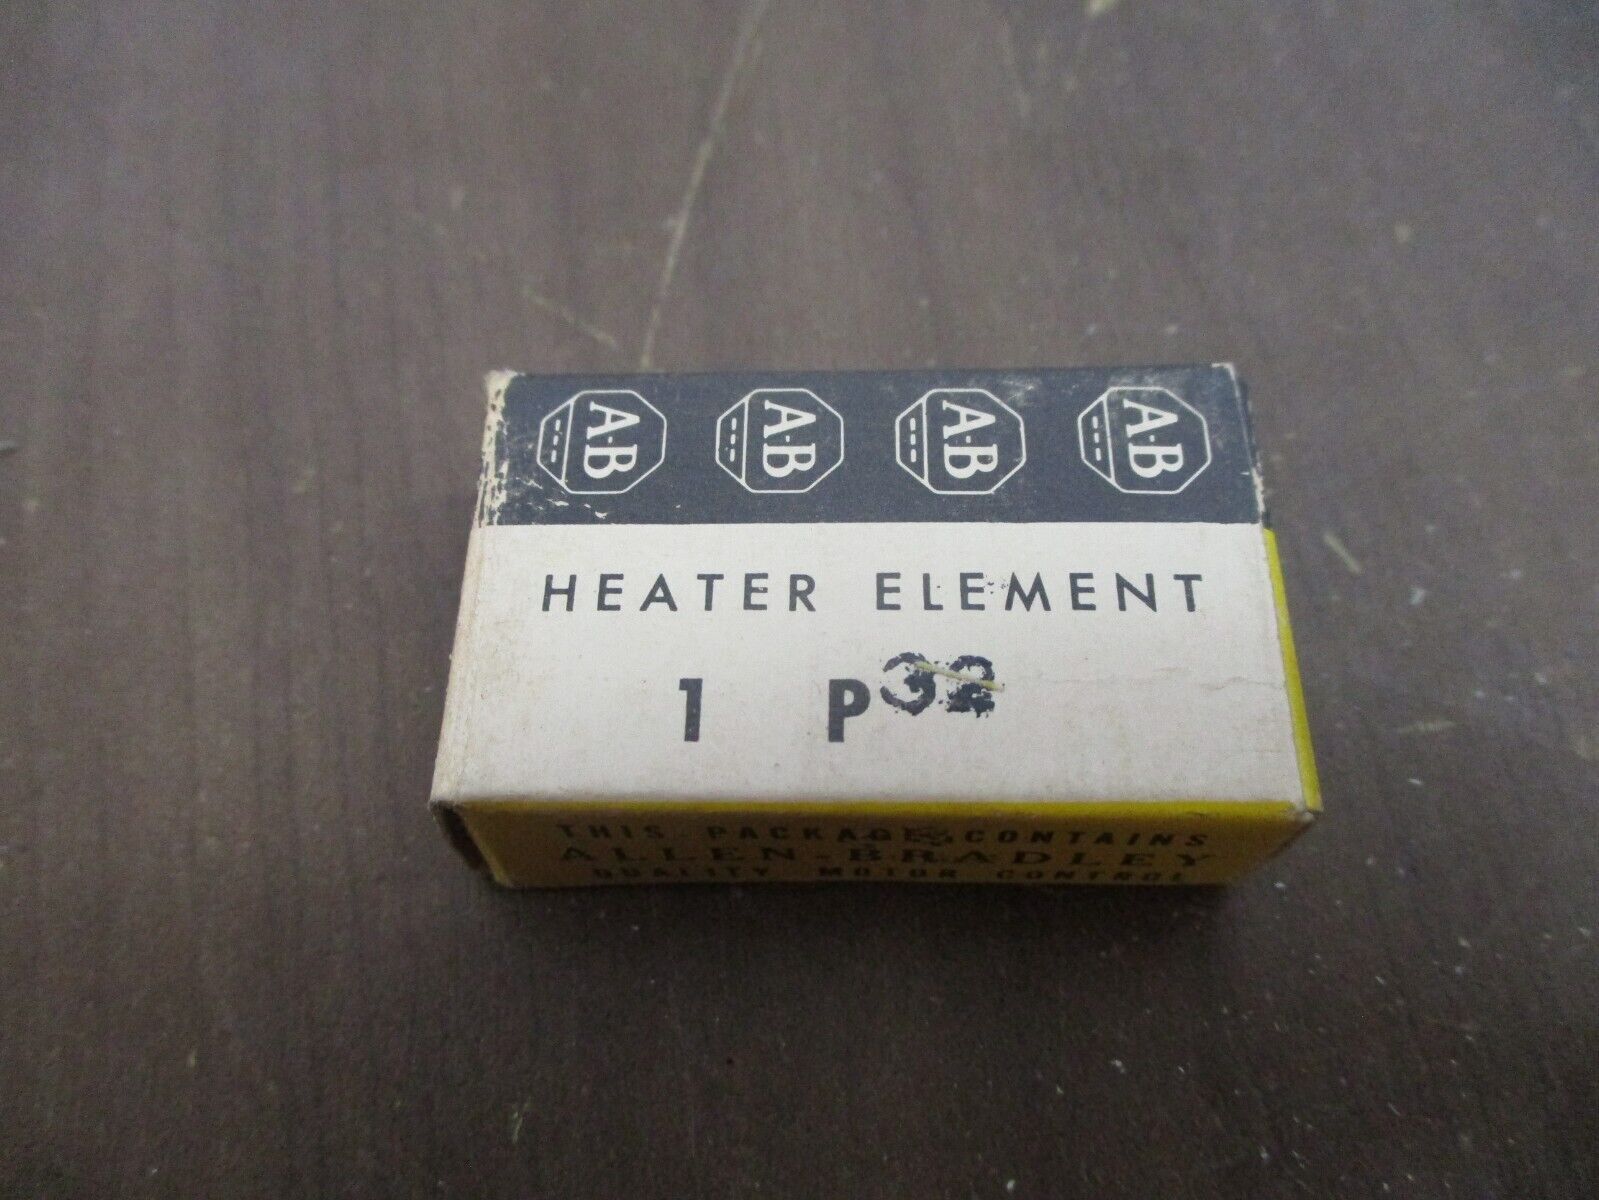 A-B A-B A-B A-B
HEATER ELEMENT
1 P32
THIS PACKAGE CONTAINS
ALLEN-BRADLEY
QUALITY MOTOR CONTROL